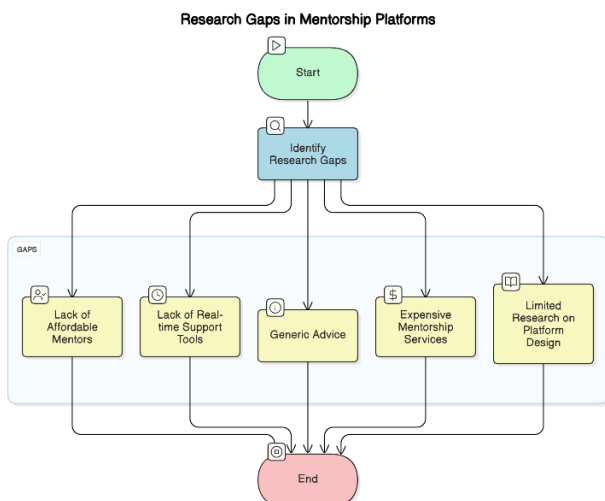 Research Gaps in Mentorship Platforms
Start
Identify
Research Gaps
GAPS
Lack of
Affordable
Mentors
Lack of Real-
time Support
Tools
Generic Advice
Expensive
Mentorship
Services
Limited
Research on
Platform
Design
End